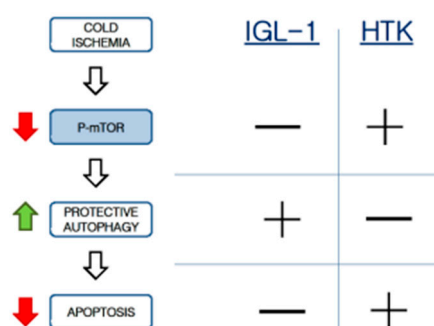 COLD
ISCHEMIA
IGL-1 HTK
P-mTOR
— +
PROTECTIVE
AUTOPHAGY
+ —
APOPTOSIS
— +